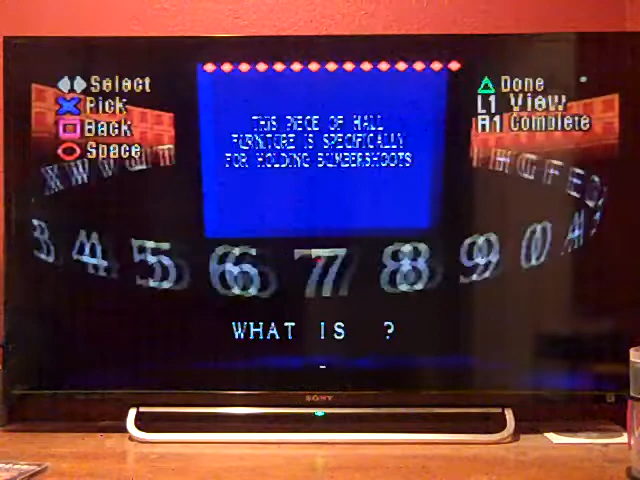 Select
Pick
Back
Space
THIS PIECE OF HALL
FURNITURE IS SPECIFICALLY
FOR HOLDING BUMBERSHOOTS
Done
L1 View
R1 Complete
X W V U T
I H G F E D
3 4 5 6 7 8 9 0 A
WHAT IS ?
SONY